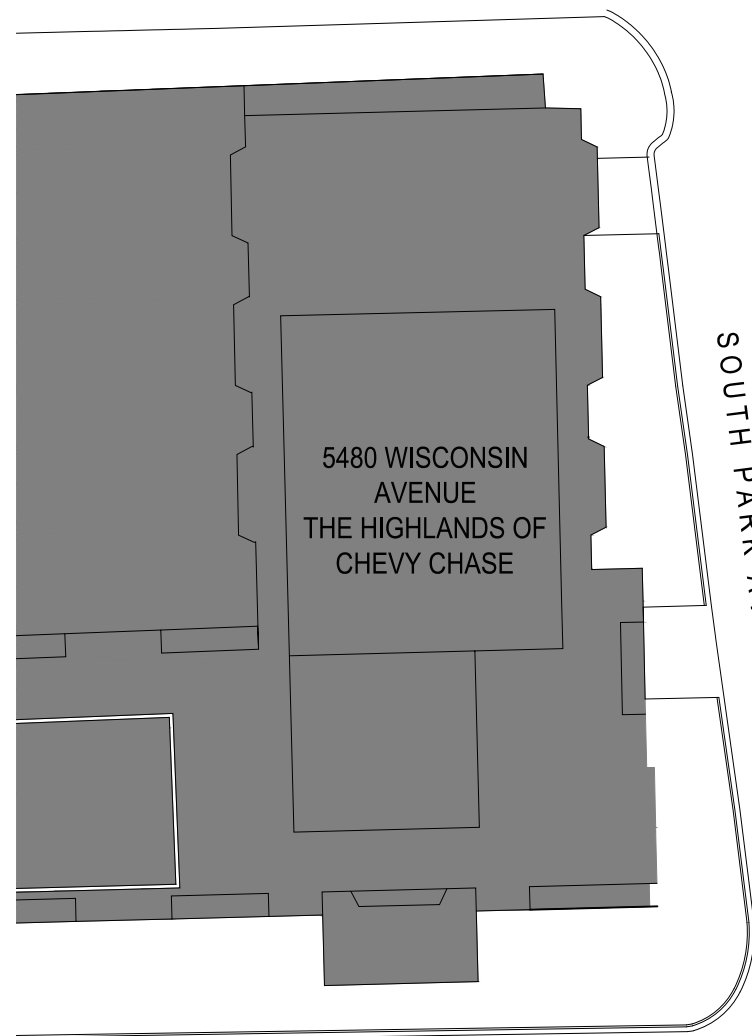 5480 WISCONSIN
AVENUE
THE HIGHLANDS OF
CHEVY CHASE
SOUTH PARK